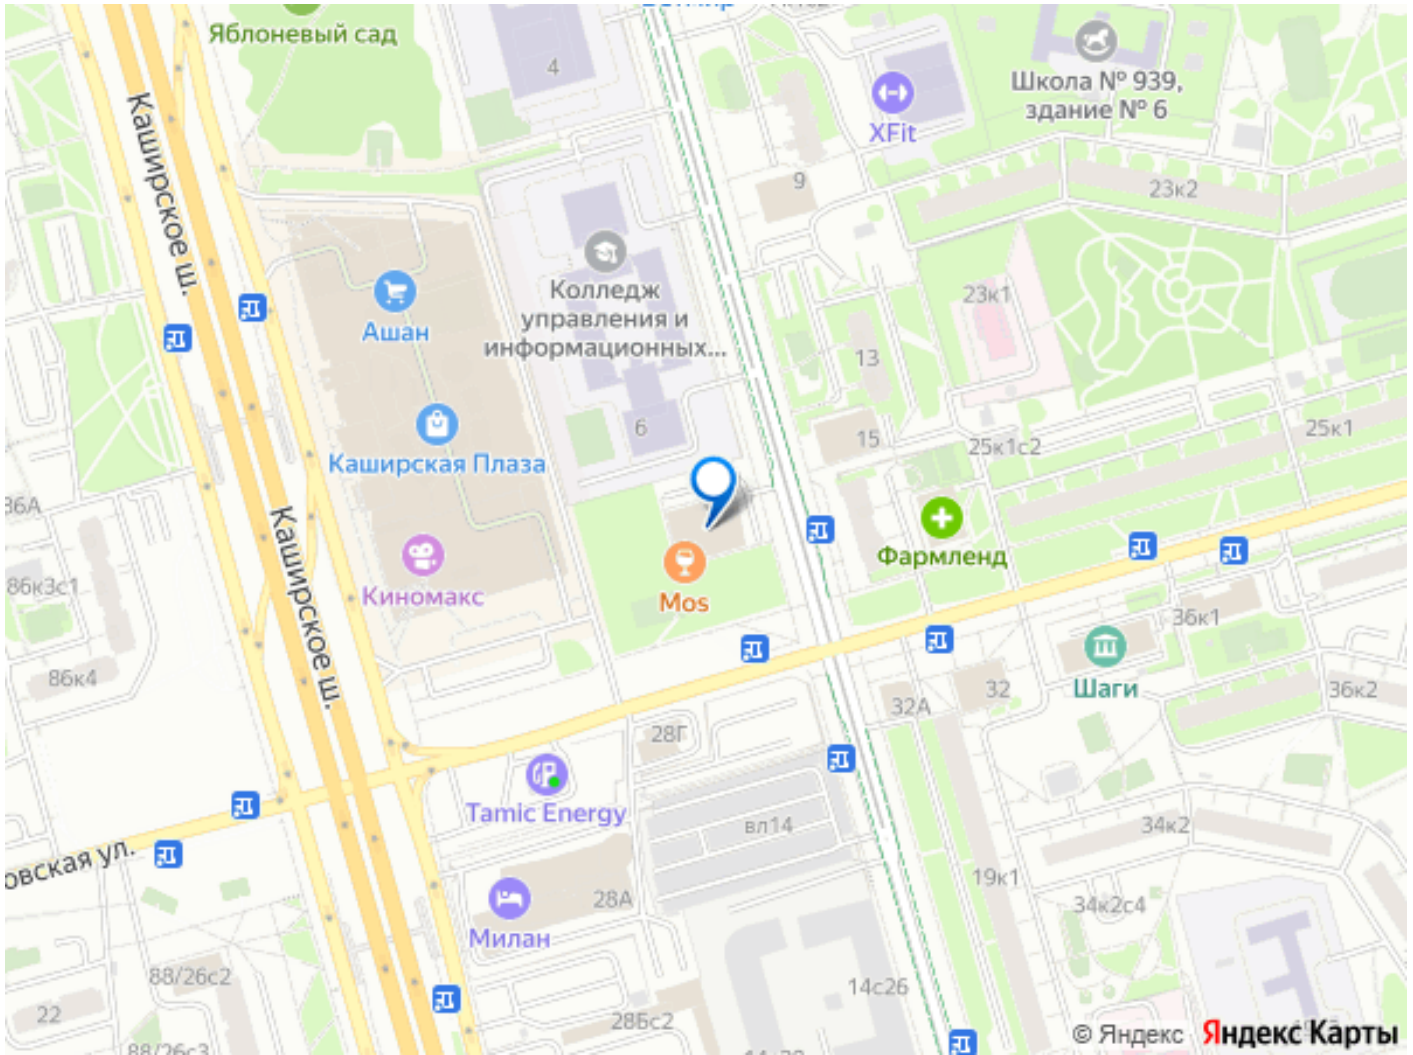 Яблоневый сад
4
XFit
Школа № 939,
здание № 6
9
23к2
Каширское ш.
Колледж
управления и
информационных...
Ашан
23к1
13
6
15
25к1с2
25к1
Каширская Плаза
86А
Фармленд
Каширское ш.
Киномакс
Mos
86к3с1
36к1
86к4
Шаги
32
32А
36к2
28Г
Tamic Energy
вл14
34к2
овская ул.
28А
19к1
34к2с4
Милан
88/26с2
14с26
22
28Бс2
88/26с3
© Яндекс Яндекс Карты